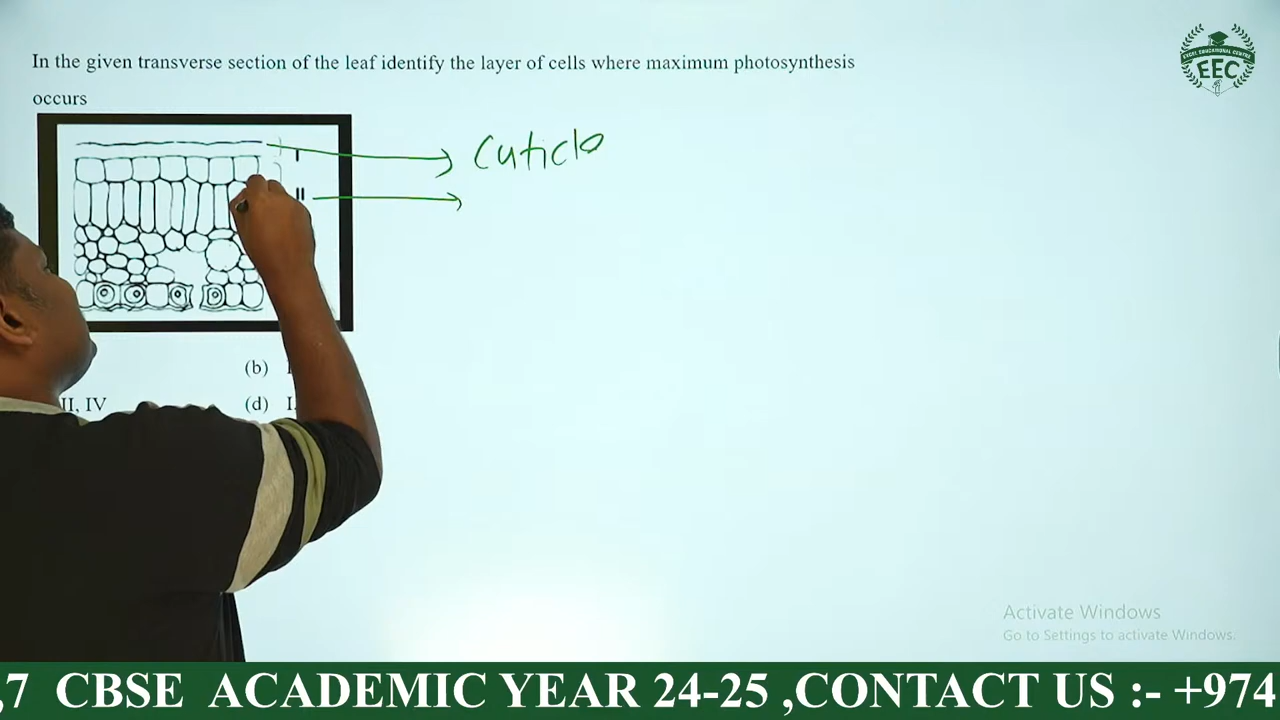 In the given transverse section of the leaf identify the layer of cells where maximum photosynthesis
occurs
I
Cuticle
II
(b)
II, IV
(d) I,
EEC
Activate Windows
Go to Settings to activate Windows.
,7 CBSE ACADEMIC YEAR 24-25 ,CONTACT US :- +974